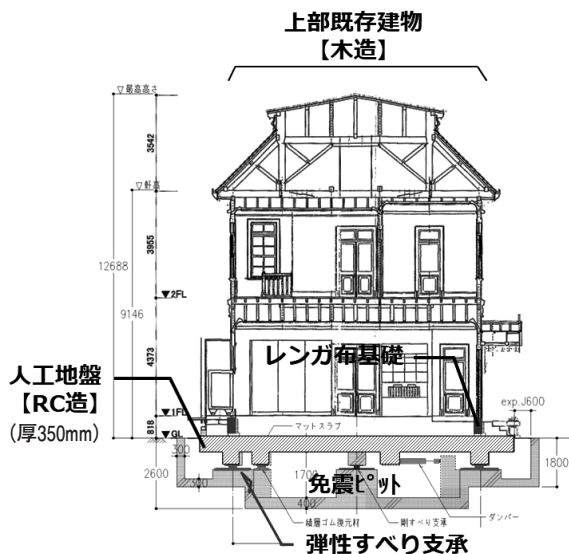 上部既存建物
【木造】
▽最高高さ
3542
▽軒高
3955
12688
9146
▼2FL
4373
レンガ布基礎
人工地盤
【RC造】
(厚350mm)
▼1FL
818
▼GL
マットスラブ
exp.J600
300
2600
300
1700
400
免震ピット
1800
積層ゴム復元材
剛すべり支承
ダンパー
弾性すべり支承